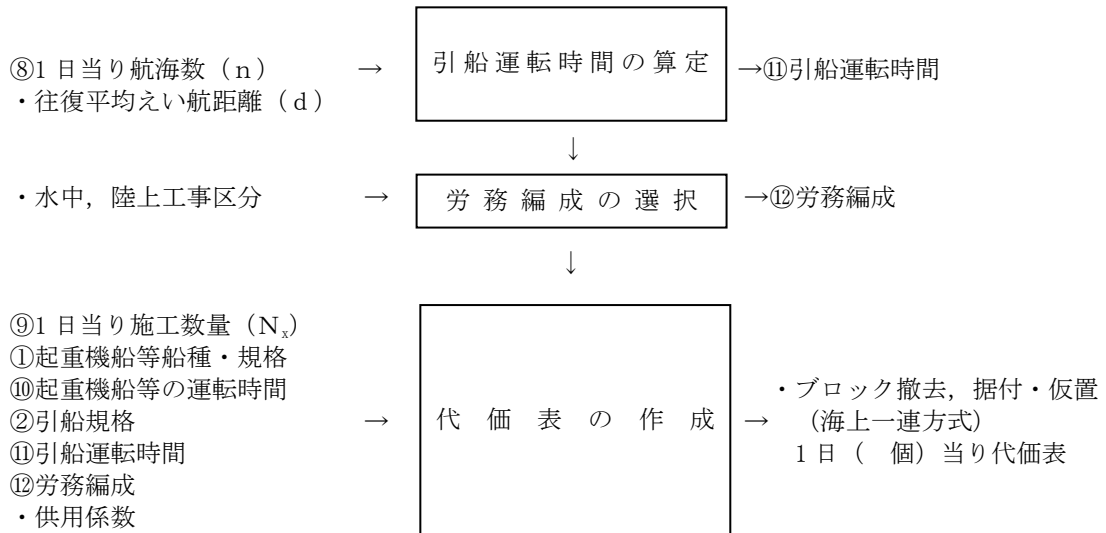 ⑧1日当り航海数（n） → 引船運転時間の算定 →⑪引船運転時間
・往復平均えい航距離（d）
↓
・水中，陸上工事区分 → 労務編成の選択 →⑫労務編成
↓
⑨1日当り施工数量（Nx）
①起重機船等船種・規格
⑩起重機船等の運転時間 ・ブロック撤去，据付・仮置
②引船規格 → 代価表の作成 → （海上一連方式）
⑪引船運転時間 1日（　個）当り代価表
⑫労務編成
・供用係数